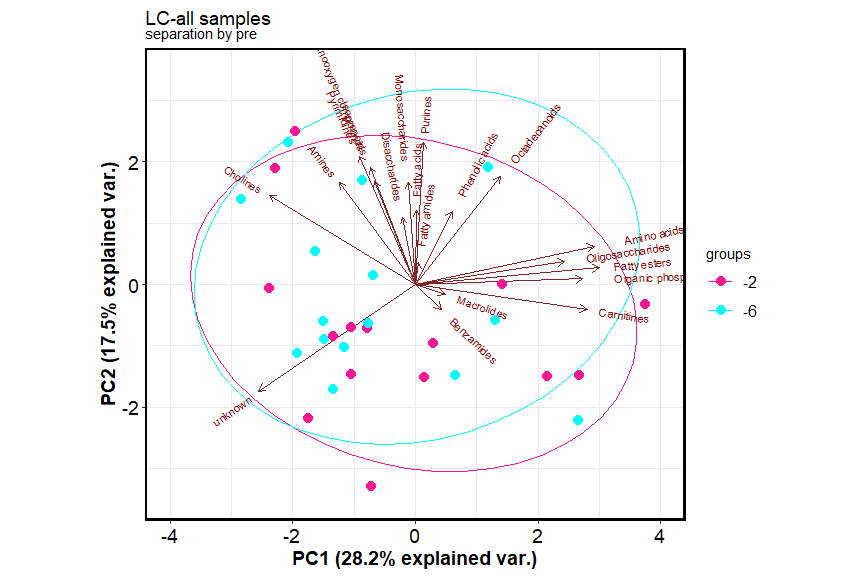 LC-all samples
separation by pre
Monosaccharides
Purines
Octadecanoids
Disaccharides
Fatty acids
Phenolic acids
Amines
Cholines
Fatty amides
Amino acids
Oligosaccharides
Fatty esters
Organic phosp
Macrolides
Carnitines
Benzamides
unknown
2
0
-2
PC2 (17.5% explained var.)
-4
-2
0
2
4
PC1 (28.2% explained var.)
groups
-2
-6